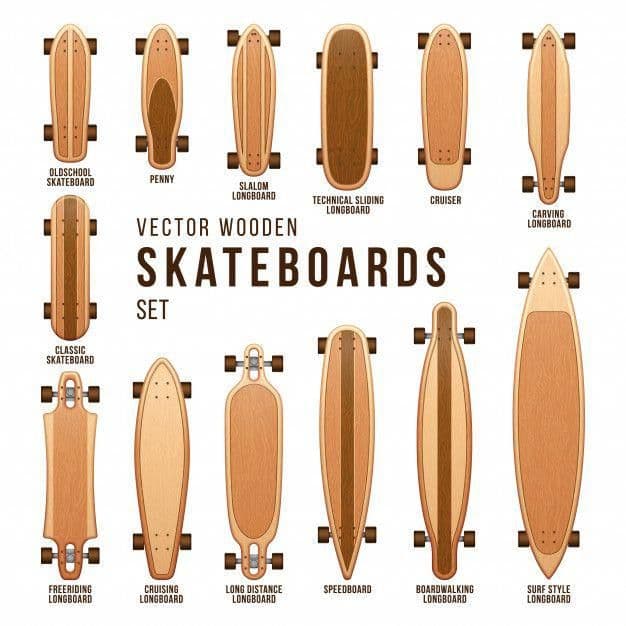 OLDSCHOOL
SKATEBOARD
PENNY
SLALOM
LONGBOARD
TECHNICAL SLIDING
LONGBOARD
CRUISER
CARVING
LONGBOARD
VECTOR WOODEN
SKATEBOARDS
SET
CLASSIC
SKATEBOARD
FREERIDING
LONGBOARD
CRUISING
LONGBOARD
LONG DISTANCE
LONGBOARD
SPEEDBOARD
BOARDWALKING
LONGBOARD
SURF STYLE
LONGBOARD